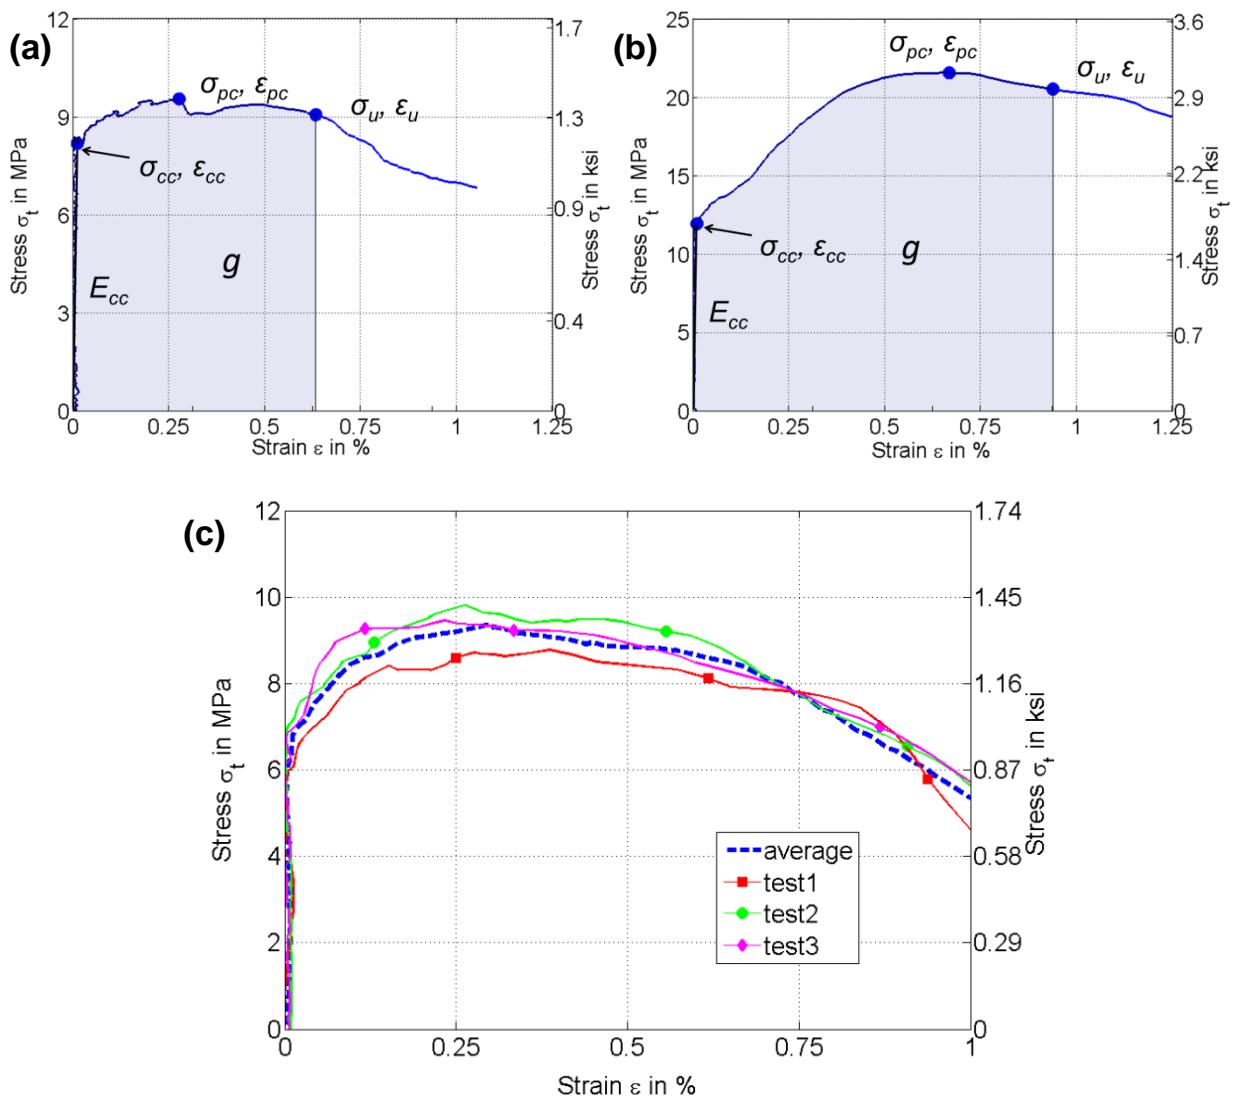 (a)
12
9
6
3
0
Stress σt in MPa
σpc, εpc
σu, εu
σcc, εcc
g
Ecc
1.7
1.3
0.9
0.4
0
Stress σt in ksi
0 0.25 0.5 0.75 1 1.25
Strain ε in %
(b)
25
20
15
10
5
0
Stress σt in MPa
σpc, εpc
σu, εu
σcc, εcc
g
Ecc
3.6
2.9
2.2
1.4
0.7
0
Stress σt in ksi
0 0.25 0.5 0.75 1 1.25
Strain ε in %
(c)
12
10
8
6
4
2
0
Stress σt in MPa
1.74
1.45
1.16
0.87
0.58
0.29
0
Stress σt in ksi
average
test1
test2
test3
0 0.25 0.5 0.75 1
Strain ε in %